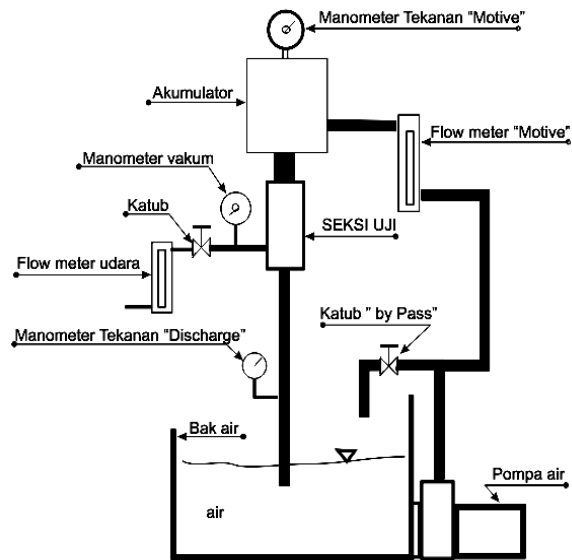 Manometer Tekanan "Motive"
Akumulator
Flow meter "Motive"
Manometer vakum
Katub
SEKSI UJI
Flow meter udara
Katub " by Pass"
Manometer Tekanan "Discharge"
Bak air
Pompa air
air